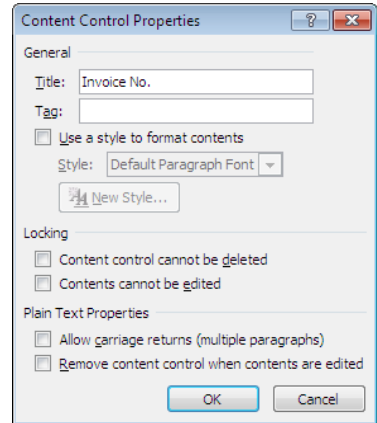 Content Control Properties
General
Title: Invoice No.
Tag:
Use a style to format contents
Style: Default Paragraph Font
New Style...
Locking
Content control cannot be deleted
Contents cannot be edited
Plain Text Properties
Allow carriage returns (multiple paragraphs)
Remove content control when contents are edited
OK Cancel